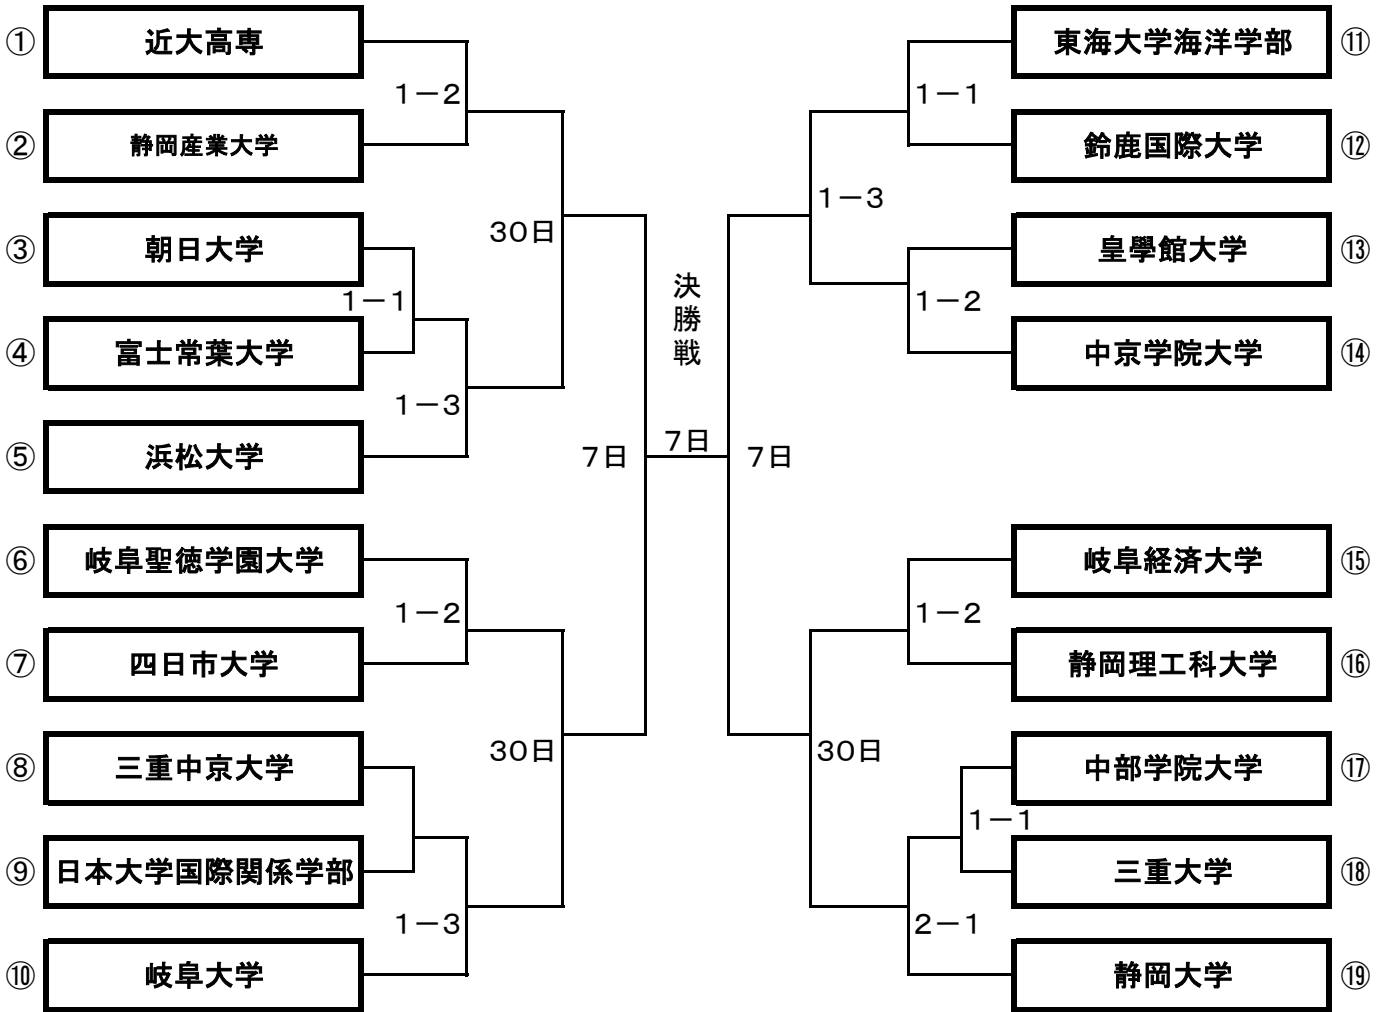 ① 近大高専
1－2
② 静岡産業大学
30日
③ 朝日大学
1－1
④ 富士常葉大学
1－3
⑤ 浜松大学
7日
⑥ 岐阜聖徳学園大学
1－2
⑦ 四日市大学
30日
⑧ 三重中京大学
⑨ 日本大学国際関係学部
1－3
⑩ 岐阜大学
決勝戦
7日
東海大学海洋学部 ⑪
1－1
鈴鹿国際大学 ⑫
1－3
皇學館大学 ⑬
1－2
中京学院大学 ⑭
7日
岐阜経済大学 ⑮
1－2
静岡理工科大学 ⑯
30日
中部学院大学 ⑰
1－1
三重大学 ⑱
2－1
静岡大学 ⑲